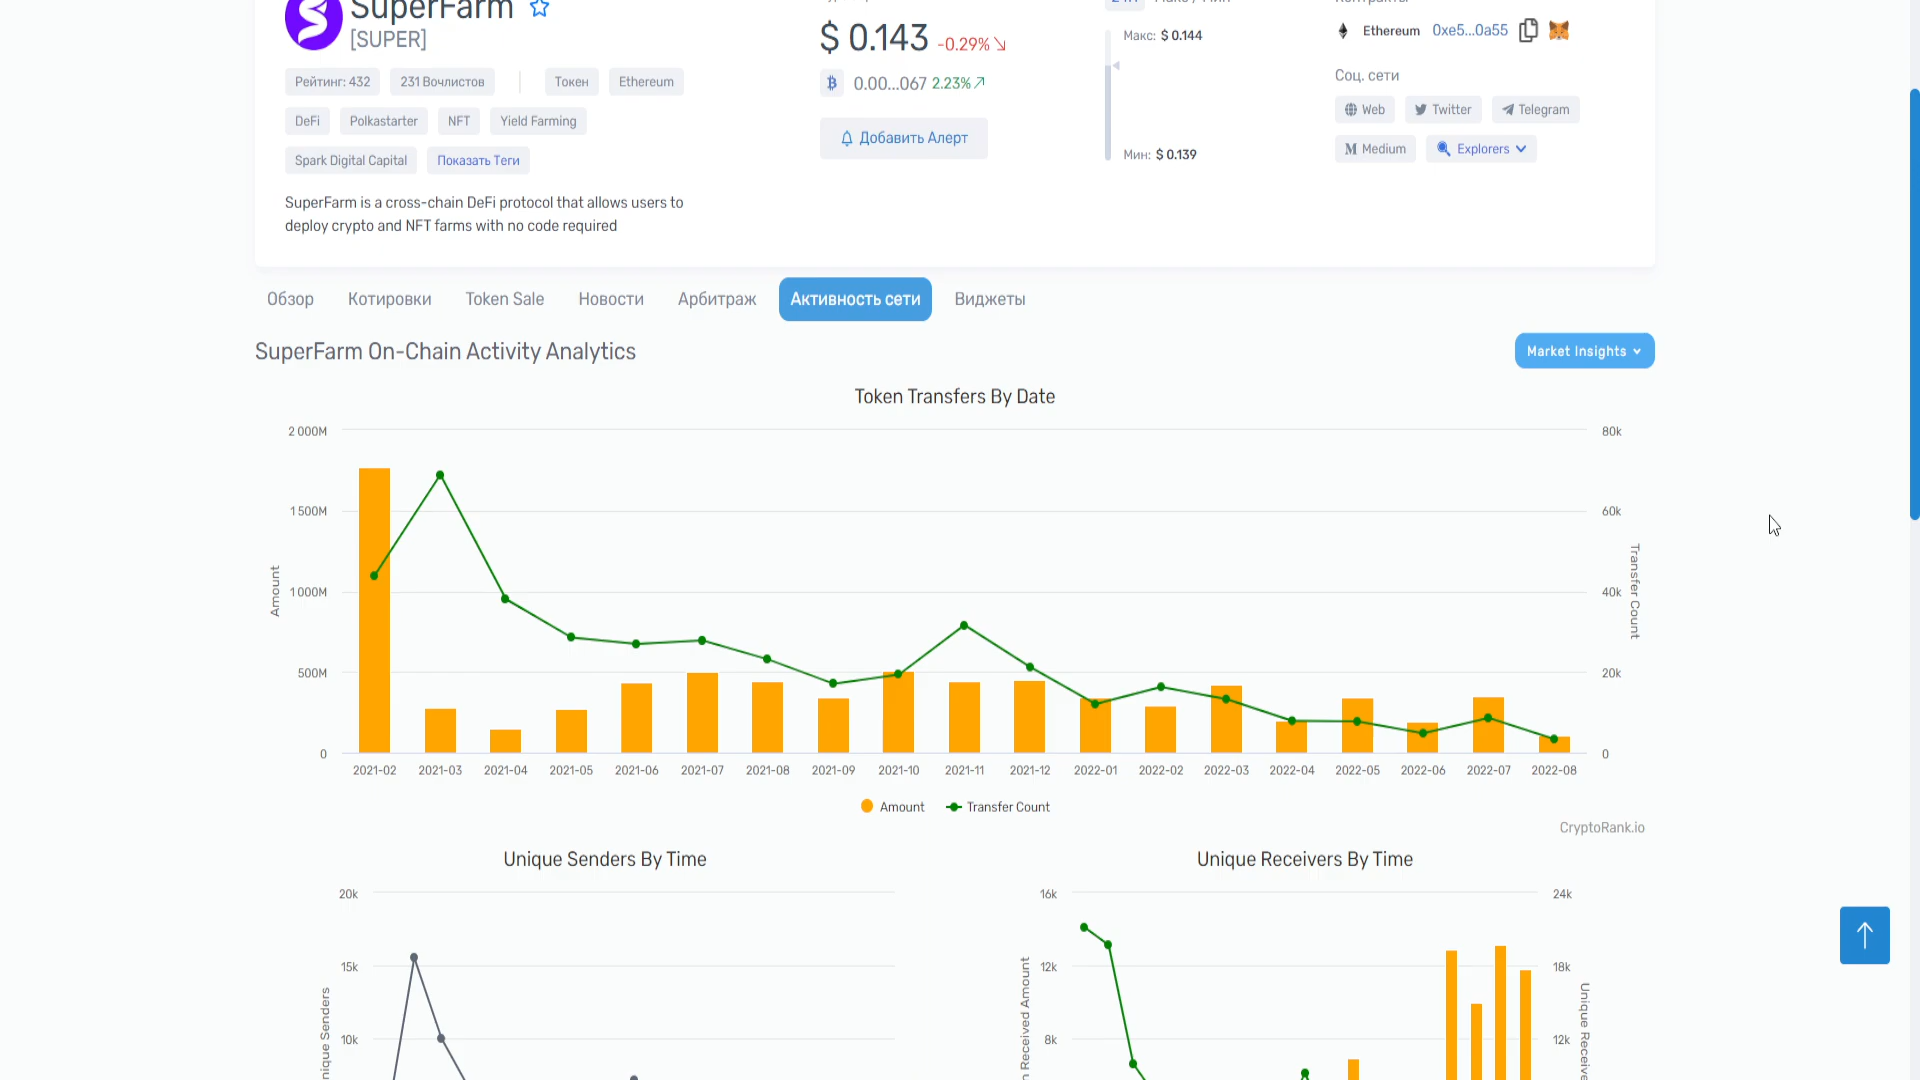 SuperFarm
[SUPER]
Рейтинг: 432
231 Вочлистов
Токен
Ethereum
DeFi
Polkastarter
NFT
Yield Farming
Spark Digital Capital
Показать Теги
SuperFarm is a cross-chain DeFi protocol that allows users to
deploy crypto and NFT farms with no code required
$ 0.143 -0.29%
0.00...067 2.23%
Добавить Алерт
Макс: $ 0.144
Мин: $ 0.139
Ethereum 0xe5...0a55
Соц. сети
Web
Twitter
Telegram
Medium
Explorers
Обзор
Котировки
Token Sale
Новости
Арбитраж
Активность сети
Виджеты
SuperFarm On-Chain Activity Analytics
Market Insights
Token Transfers By Date
2 000M
1 500M
1 000M
500M
0
Amount
80k
60k
40k
20k
0
Transfer Count
2021-02 2021-03 2021-04 2021-05 2021-06 2021-07 2021-08 2021-09 2021-10 2021-11 2021-12 2022-01 2022-02 2022-03 2022-04 2022-05 2022-06 2022-07 2022-08
Amount
Transfer Count
CryptoRank.io
Unique Senders By Time
20k
15k
10k
Senders
Unique Receivers By Time
16k
12k
8k
Received Amount
24k
18k
12k
Unique